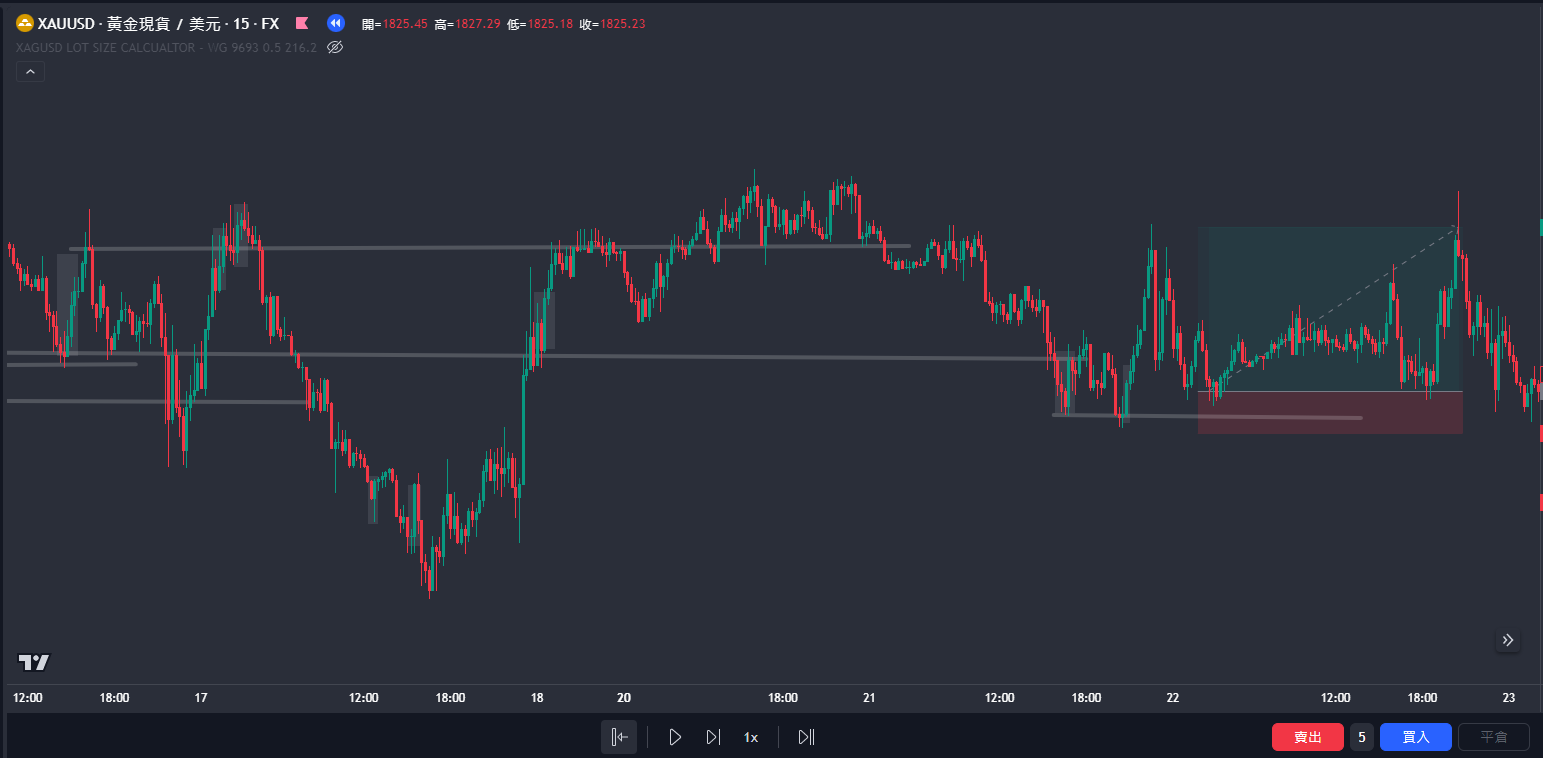 XAUUSD · 黃金現貨 / 美元 · 15 · FX 開=1825.45 高=1827.29 低=1825.18 收=1825.23
XAGUSD LOT SIZE CALCUALTOR - WG 9693 0.5 216.2
12:00 18:00 17 12:00 18:00 18 20 18:00 21 12:00 18:00 22 12:00 18:00 23
1x 賣出 5 買入 平倉